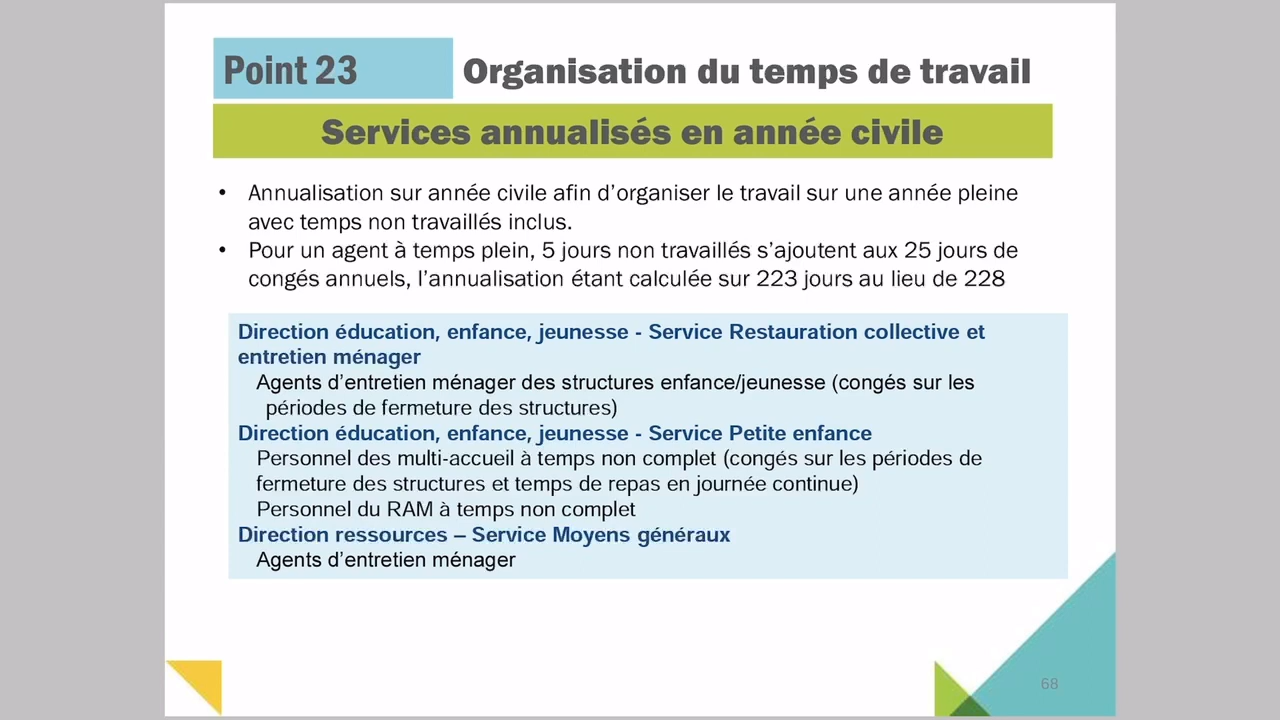 Point 23
Organisation du temps de travail
Services annualisés en année civile
• Annualisation sur année civile afin d’organiser le travail sur une année pleine
avec temps non travaillés inclus.
• Pour un agent à temps plein, 5 jours non travaillés s’ajoutent aux 25 jours de
congés annuels, l’annualisation étant calculée sur 223 jours au lieu de 228
Direction éducation, enfance, jeunesse - Service Restauration collective et
entretien ménager
Agents d’entretien ménager des structures enfance/jeunesse (congés sur les
périodes de fermeture des structures)
Direction éducation, enfance, jeunesse - Service Petite enfance
Personnel des multi-accueil à temps non complet (congés sur les périodes de
fermeture des structures et temps de repas en journée continue)
Personnel du RAM à temps non complet
Direction ressources – Service Moyens généraux
Agents d’entretien ménager
68